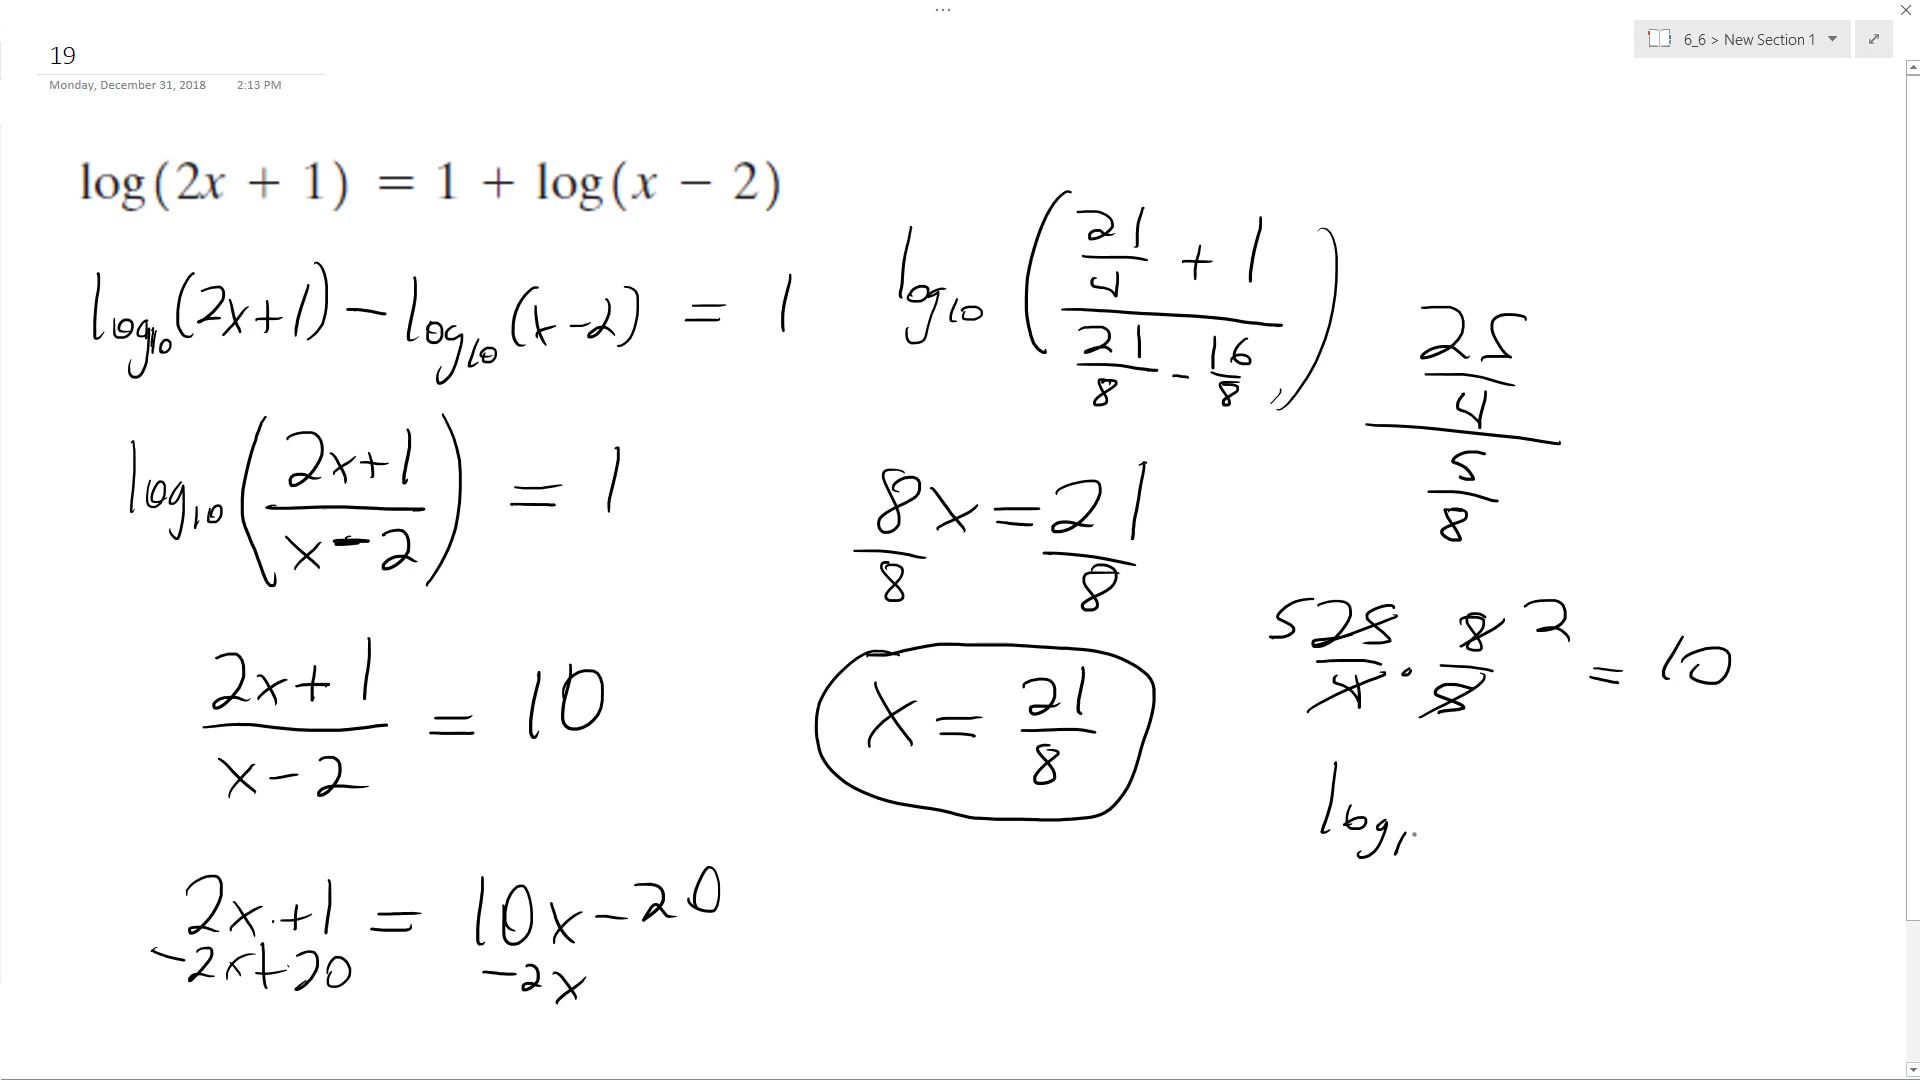 ...
6_6 > New Section 1
19
Monday, December 31, 2018 2:13 PM
log(2x + 1) = 1 + log(x − 2)
log₁₀(2x+1) − log₁₀(x−2) = 1
log₁₀((2x+1)/(x−2)) = 1
(2x+1)/(x−2) = 10
2x+1 = 10x−20
−2x+20 −2x
log₁₀((21/4 + 1)/(21/8 − 16/8))
8x/8 = 21/8
x = 21/8
(25/4)/(5/8)
5 25/4 · 8/5 2 = 10
log₁